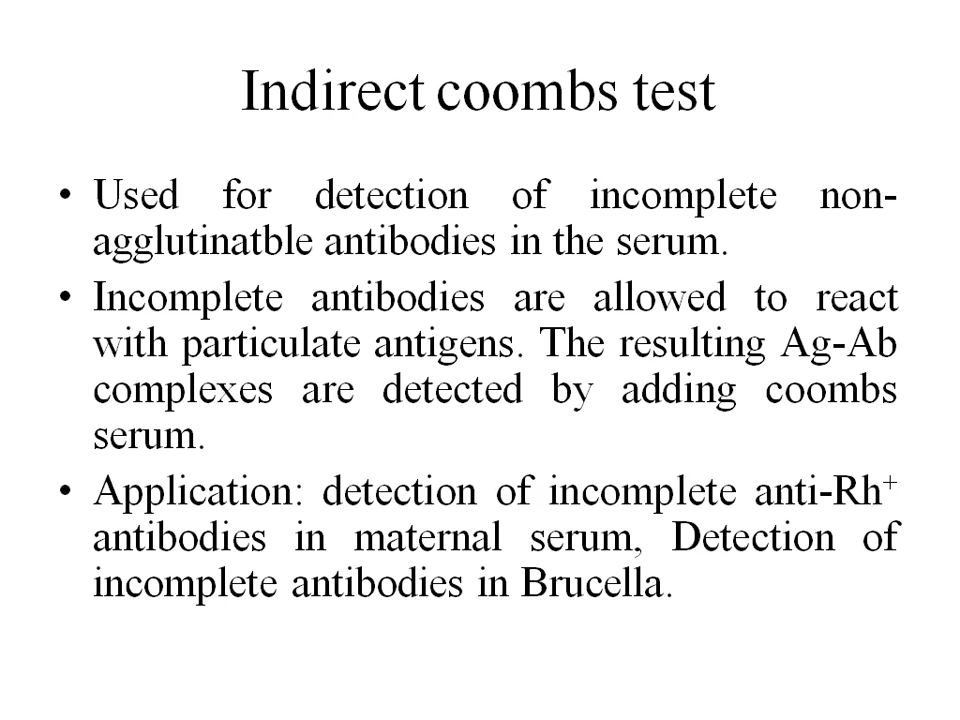 Indirect coombs test
• Used for detection of incomplete non-
agglutinatble antibodies in the serum.
• Incomplete antibodies are allowed to react
with particulate antigens. The resulting Ag-Ab
complexes are detected by adding coombs
serum.
• Application: detection of incomplete anti-Rh⁺
antibodies in maternal serum, Detection of
incomplete antibodies in Brucella.